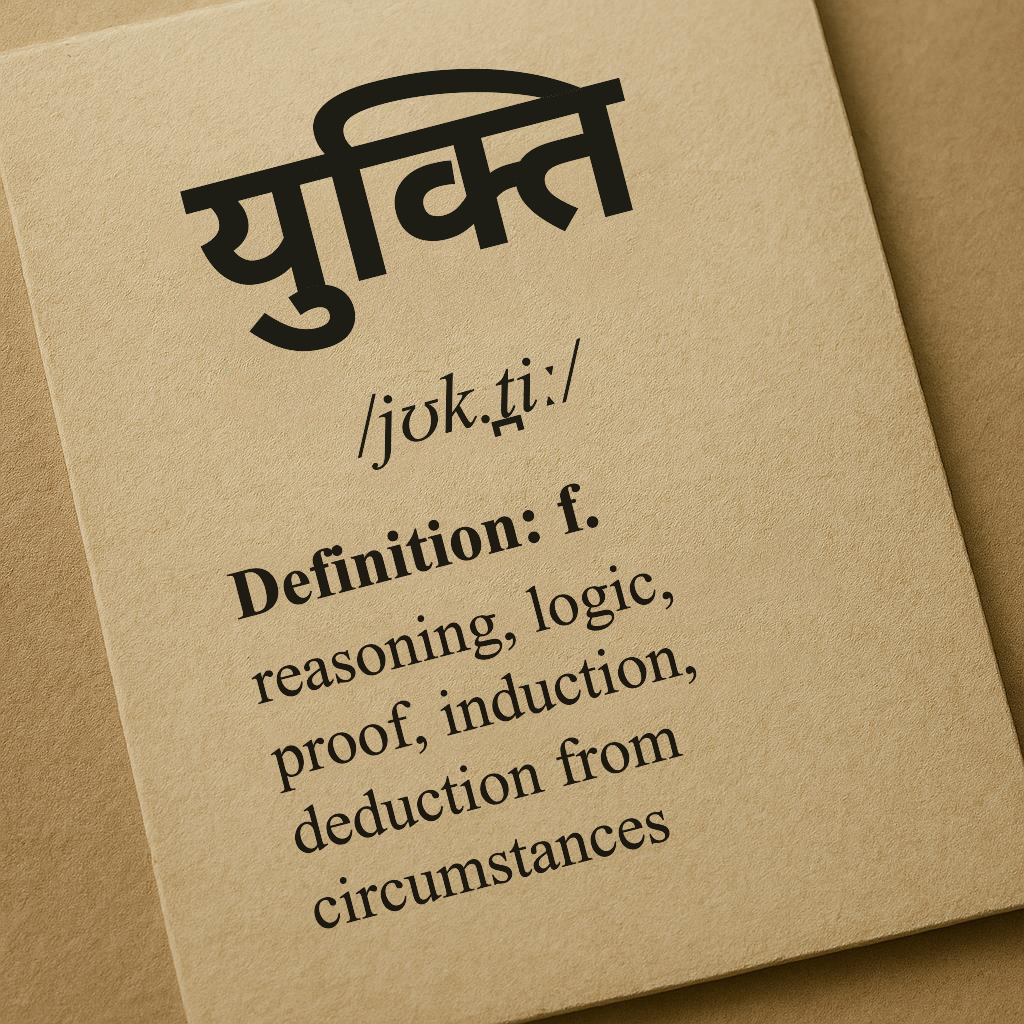 युक्ति
/jʊk.t̪iː/
Definition: f.
reasoning, logic,
proof, induction,
deduction from
circumstances